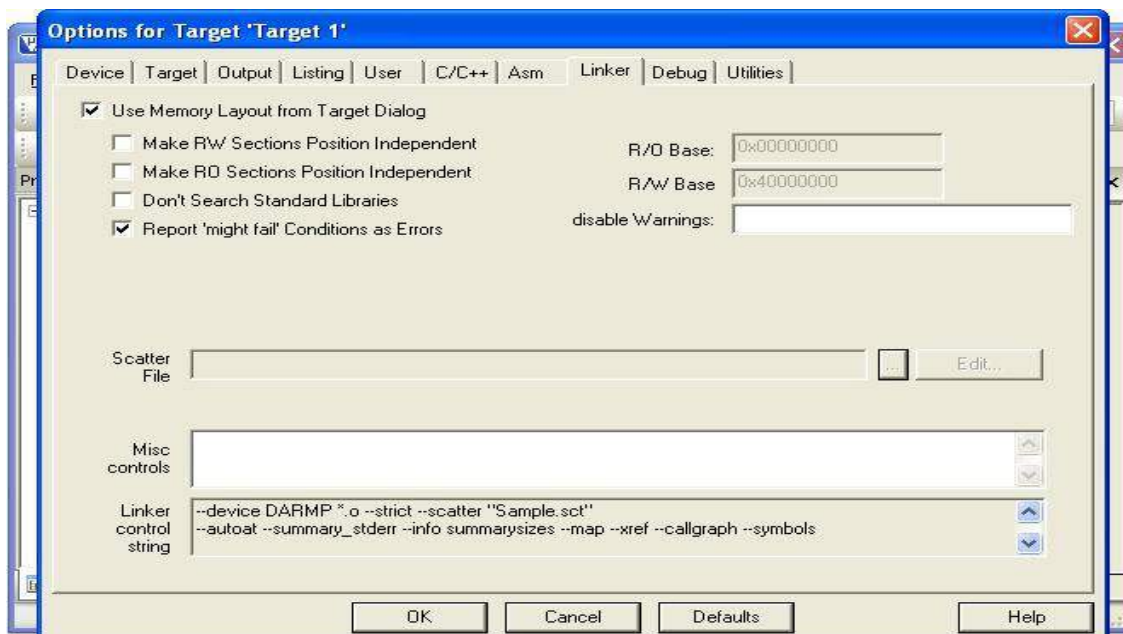 Options for Target 'Target 1'
Device Target Output Listing User C/C++ Asm Linker Debug Utilities
Use Memory Layout from Target Dialog
Make RW Sections Position Independent
Make RO Sections Position Independent
Don't Search Standard Libraries
Report 'might fail' Conditions as Errors
R/O Base: 0x00000000
R/W Base 0x40000000
disable Warnings:
Scatter
File
... Edit...
Misc
controls
Linker
control
string
--device DARMP *.o --strict --scatter "Sample.sct"
--autoat --summary_stderr --info summarysizes --map --xref --callgraph --symbols
OK Cancel Defaults Help
Pr